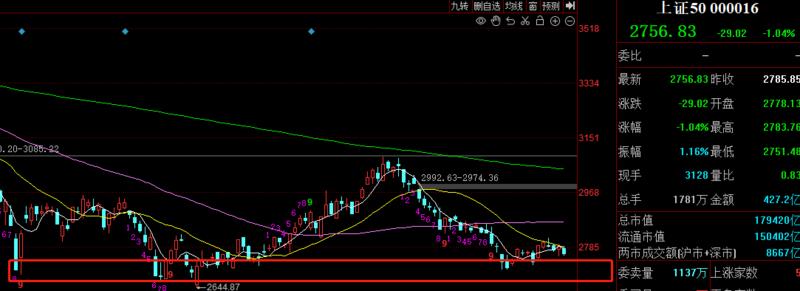 九转 删自选 均线 窗 预测
上证50 000016
2756.83 -29.02 -1.04%
委比 —
最新 2756.83 昨收 2785.85
涨跌 -29.02 开盘 2778.13
涨幅 -1.04% 最高 2783.76
振幅 1.16% 最低 2751.48
现手 3128 量比 0.83
总手 1781万 金额 427.2亿
总市值 179420亿
流通市值 150402亿
两市成交额(沪市+深市) 8667亿
委卖量 1137万 上涨家数
3518
3334
3151
2968
2785
.20-3085.22
2992.63-2974.36
2644.87